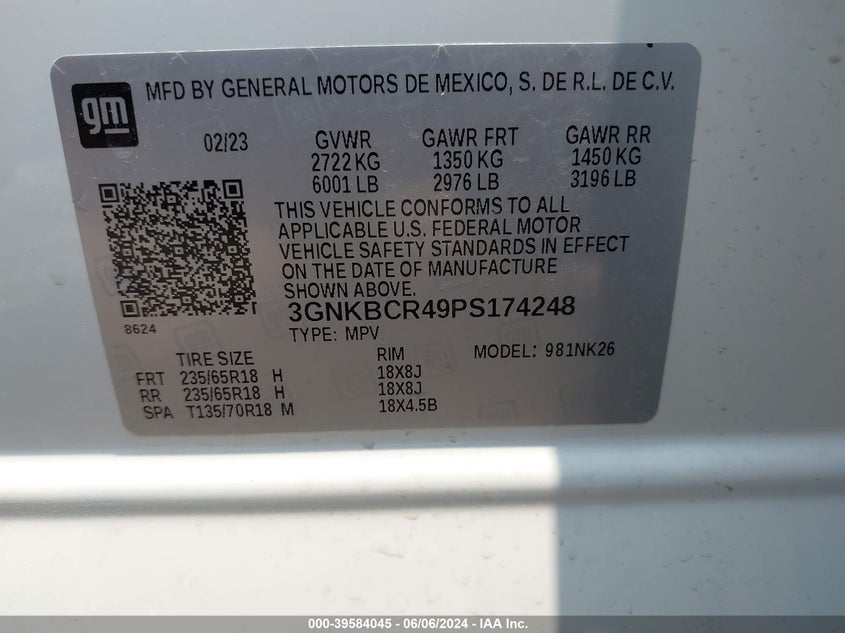 gm
MFD BY GENERAL MOTORS DE MEXICO, S. DE R.L. DE C.V.
02/23 GVWR GAWR FRT GAWR RR
2722 KG 1350 KG 1450 KG
6001 LB 2976 LB 3196 LB
THIS VEHICLE CONFORMS TO ALL
APPLICABLE U.S. FEDERAL MOTOR
VEHICLE SAFETY STANDARDS IN EFFECT
ON THE DATE OF MANUFACTURE
SHOWN ABOVE.
8624
3GNKBCR49PS174248
TYPE: MPV
TIRE SIZE RIM MODEL: 981NK26
FRT 235/65R18 H 18X8J
RR 235/65R18 H 18X8J
SPA T135/70R18 M 18X4.5B
000-39584045 - 06/06/2024 - IAA Inc.